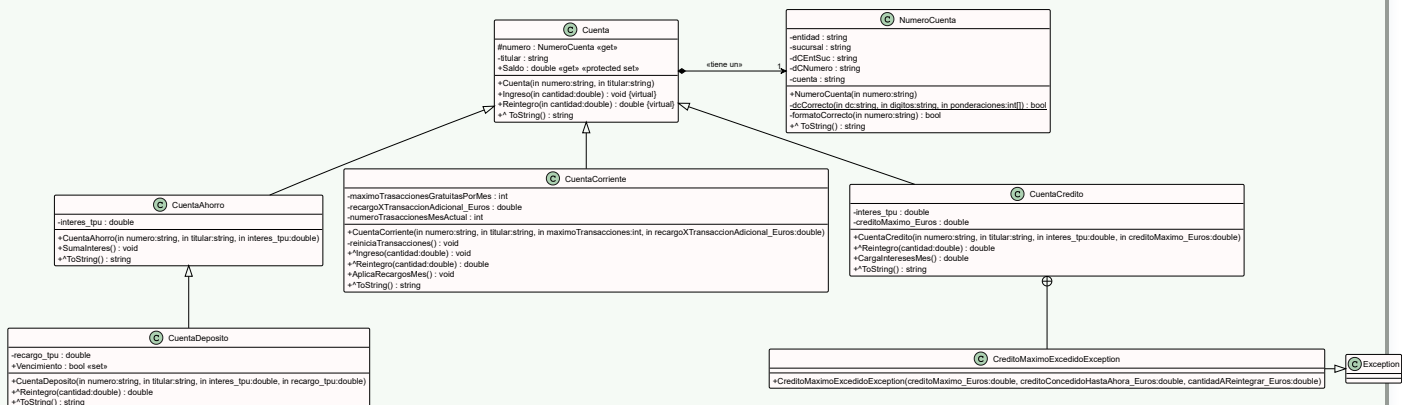 C Cuenta
#numero : NumeroCuenta «get»
-titular : string
+Saldo : double «get» «protected set»
+Cuenta(in numero:string, in titular:string)
+Ingreso(in cantidad:double) : void {virtual}
+Reintegro(in cantidad:double) : double {virtual}
+^ ToString() : string
«tiene un»
1
C NumeroCuenta
-entidad : string
-sucursal : string
-dCEntSuc : string
-dCNumero : string
-cuenta : string
+NumeroCuenta(in numero:string)
-dcCorrecto(in dc:string, in digitos:string, in ponderaciones:int[]) : bool
-formatoCorrecto(in numero:string) : bool
+^ ToString() : string
C CuentaAhorro
-interes_tpu : double
+CuentaAhorro(in numero:string, in titular:string, in interes_tpu:double)
+SumaInteres() : void
+^ToString() : string
C CuentaCorriente
-maximoTrasaccionesGratuitasPorMes : int
-recargoXTransaccionAdicional_Euros : double
-numeroTrasaccionesMesActual : int
+CuentaCorriente(in numero:string, in titular:string, in maximoTransacciones:int, in recargoXTransaccionAdicional_Euros:double)
-reiniciaTransacciones() : void
+^Ingreso(cantidad:double) : void
+^Reintegro(cantidad:double) : double
+AplicaRecargosMes() : void
+^ToString() : string
C CuentaCredito
-interes_tpu : double
-creditoMaximo_Euros : double
+CuentaCredito(in numero:string, in titular:string, in interes_tpu:double, in creditoMaximo_Euros:double)
+^Reintegro(cantidad:double) : double
+CargaInteresesMes() : double
+^ToString() : string
C CuentaDeposito
-recargo_tpu : double
+Vencimiento : bool «set»
+CuentaDeposito(in numero:string, in titular:string, in interes_tpu:double, in recargo_tpu:double)
+^Reintegro(cantidad:double) : double
+^ToString() : string
C CreditoMaximoExcedidoException
+CreditoMaximoExcedidoException(creditoMaximo_Euros:double, creditoConcedidoHastaAhora_Euros:double, cantidadAReintegrar_Euros:double)
C Exception